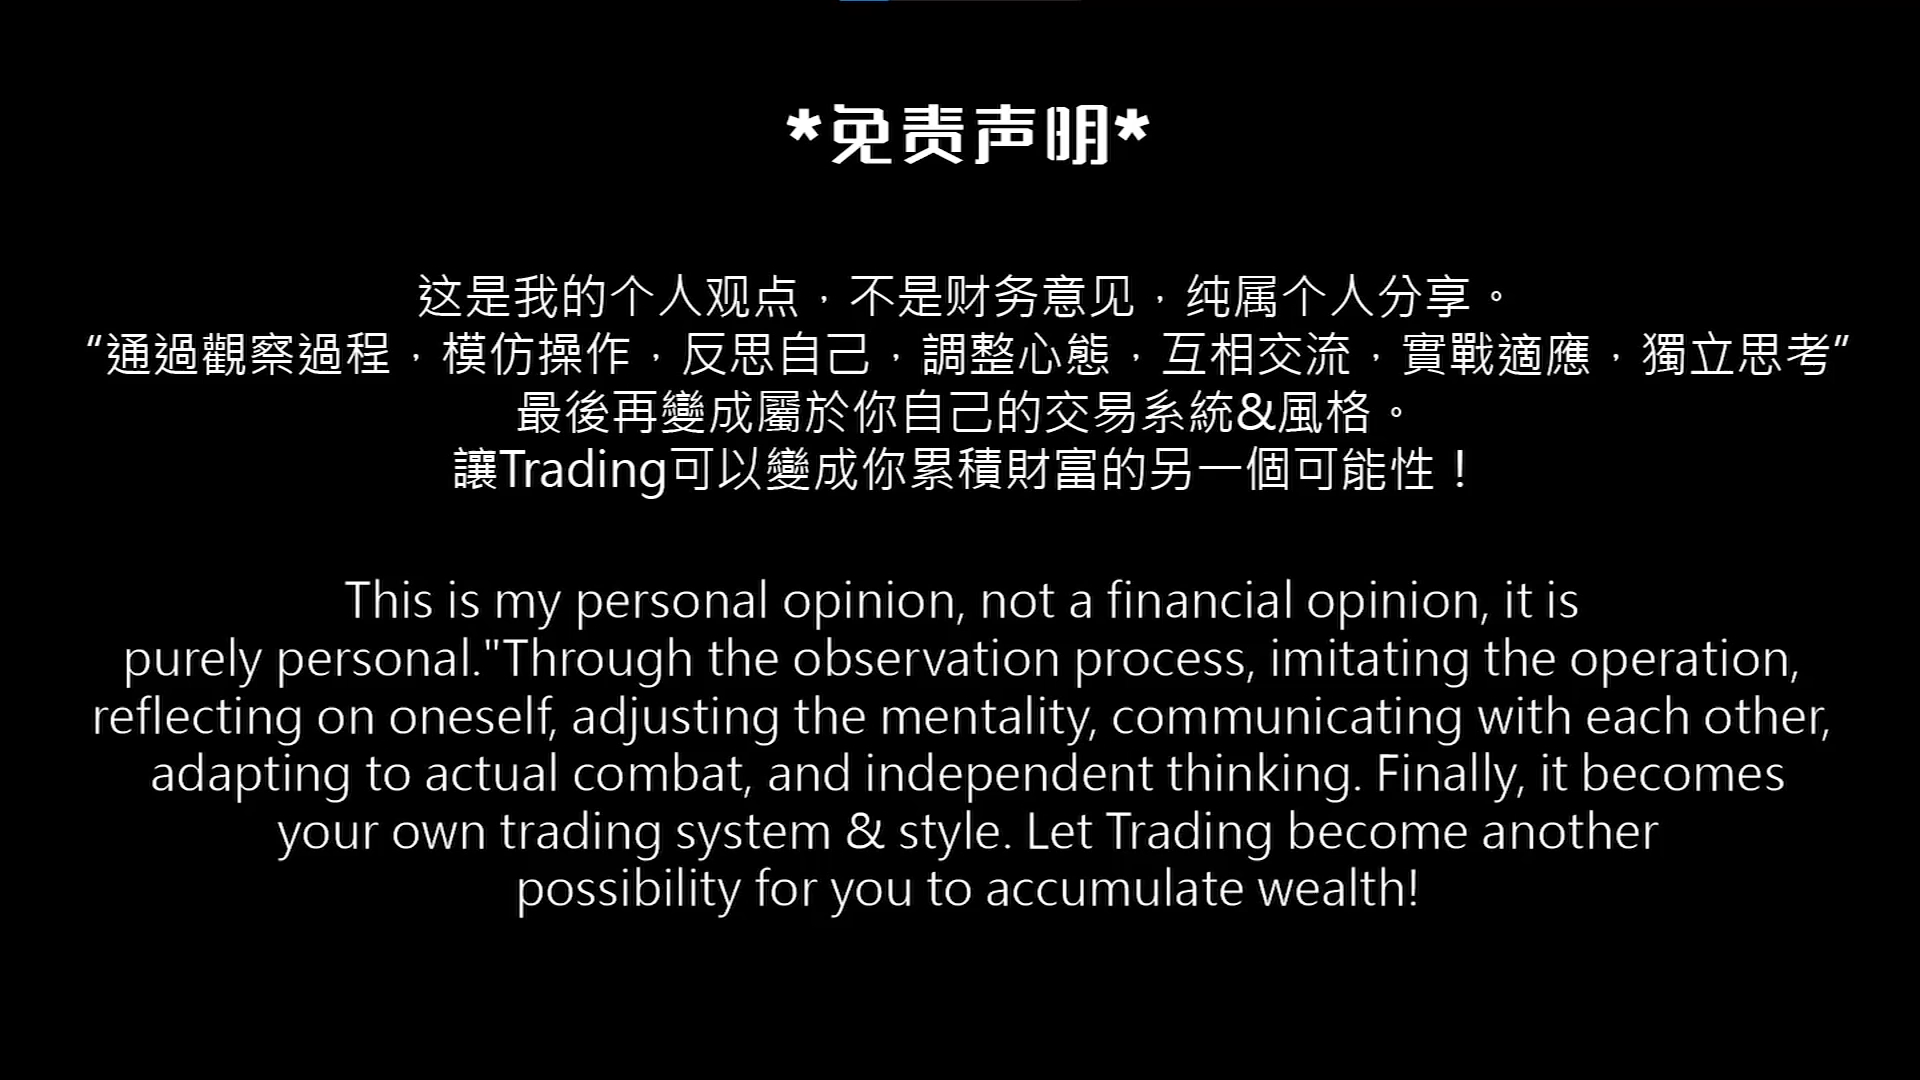 *免责声明*
这是我的个人观点，不是财务意见，纯属个人分享。
“通過觀察過程，模仿操作，反思自己，調整心態，互相交流，實戰適應，獨立思考”
最後再變成屬於你自己的交易系統&風格。
讓Trading可以變成你累積財富的另一個可能性！
This is my personal opinion, not a financial opinion, it is
purely personal."Through the observation process, imitating the operation,
reflecting on oneself, adjusting the mentality, communicating with each other,
adapting to actual combat, and independent thinking. Finally, it becomes
your own trading system & style. Let Trading become another
possibility for you to accumulate wealth!